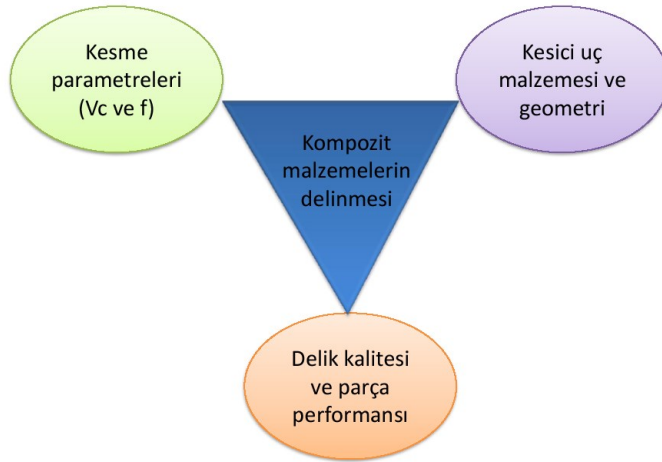 Kesme
parametreleri
(Vc ve f)
Kesici uç
malzemesi ve
geometri
Kompozit
malzemelerin
delinmesi
Delik kalitesi
ve parça
performansı